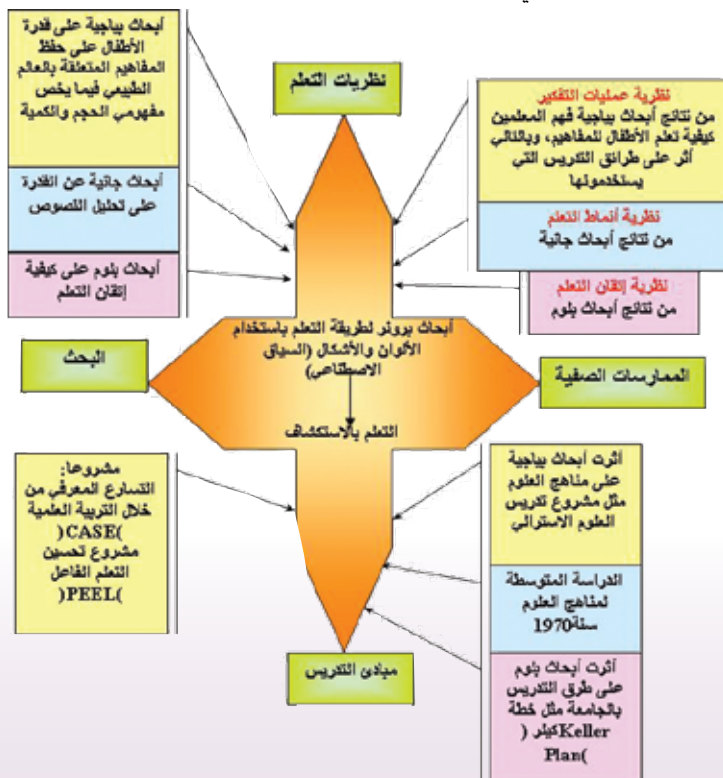 نظريات التعلم
نظرية عمليات التفكير
من نتائج أبحاث بياجية فهم المعلمين
كيفية تعلم الأطفال للمفاهيم، وبالتالي
أثر على طرائق التدريس التي
يستخدمونها
نظرية أنماط التعلم
من نتائج أبحاث جانية
نظرية إتقان التعلم
من نتائج أبحاث بلوم
أبحاث بياجية على قدرة
الأطفال على حفظ
المفاهيم المتعلقة بالعالم
الطبيعي فيما يخص
مفهومي الحجم والكمية
أبحاث جانية عن القدرة
على تحليل النصوص
أبحاث بلوم على كيفية
إتقان التعلم
الممارسات الصفية
أبحاث برونر لطريقة التعلم باستخدام
الألوان والأشكال (السياق
الاصطناعي)
التعلم بالاستكشاف
البحث
أثرت أبحاث بياجية
على مناهج العلوم
مثل مشروع تدريس
العلوم الاسترالي
الدراسة المتوسطة
لمناهج العلوم
سنة1970
أثرت أبحاث بلوم
على طرق التدريس
بالجامعة مثل خطة
كيلر (Keller
Plan)
مشروعا:
التسارع المعرفي من
خلال التربية العلمية
)CASE(
مشروع تحسين
التعلم الفاعل
)PEEL(
مبادئ التدريس